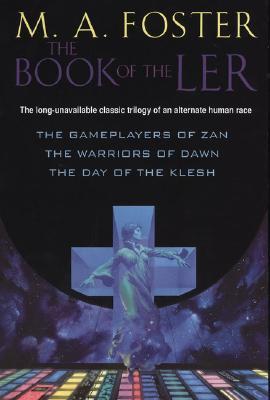 M. A. FOSTER
THE
BOOK OF THE LER
The long-unavailable classic trilogy of an alternate human race
THE GAMEPLAYERS OF ZAN
THE WARRIORS OF DAWN
THE DAY OF THE KLESH